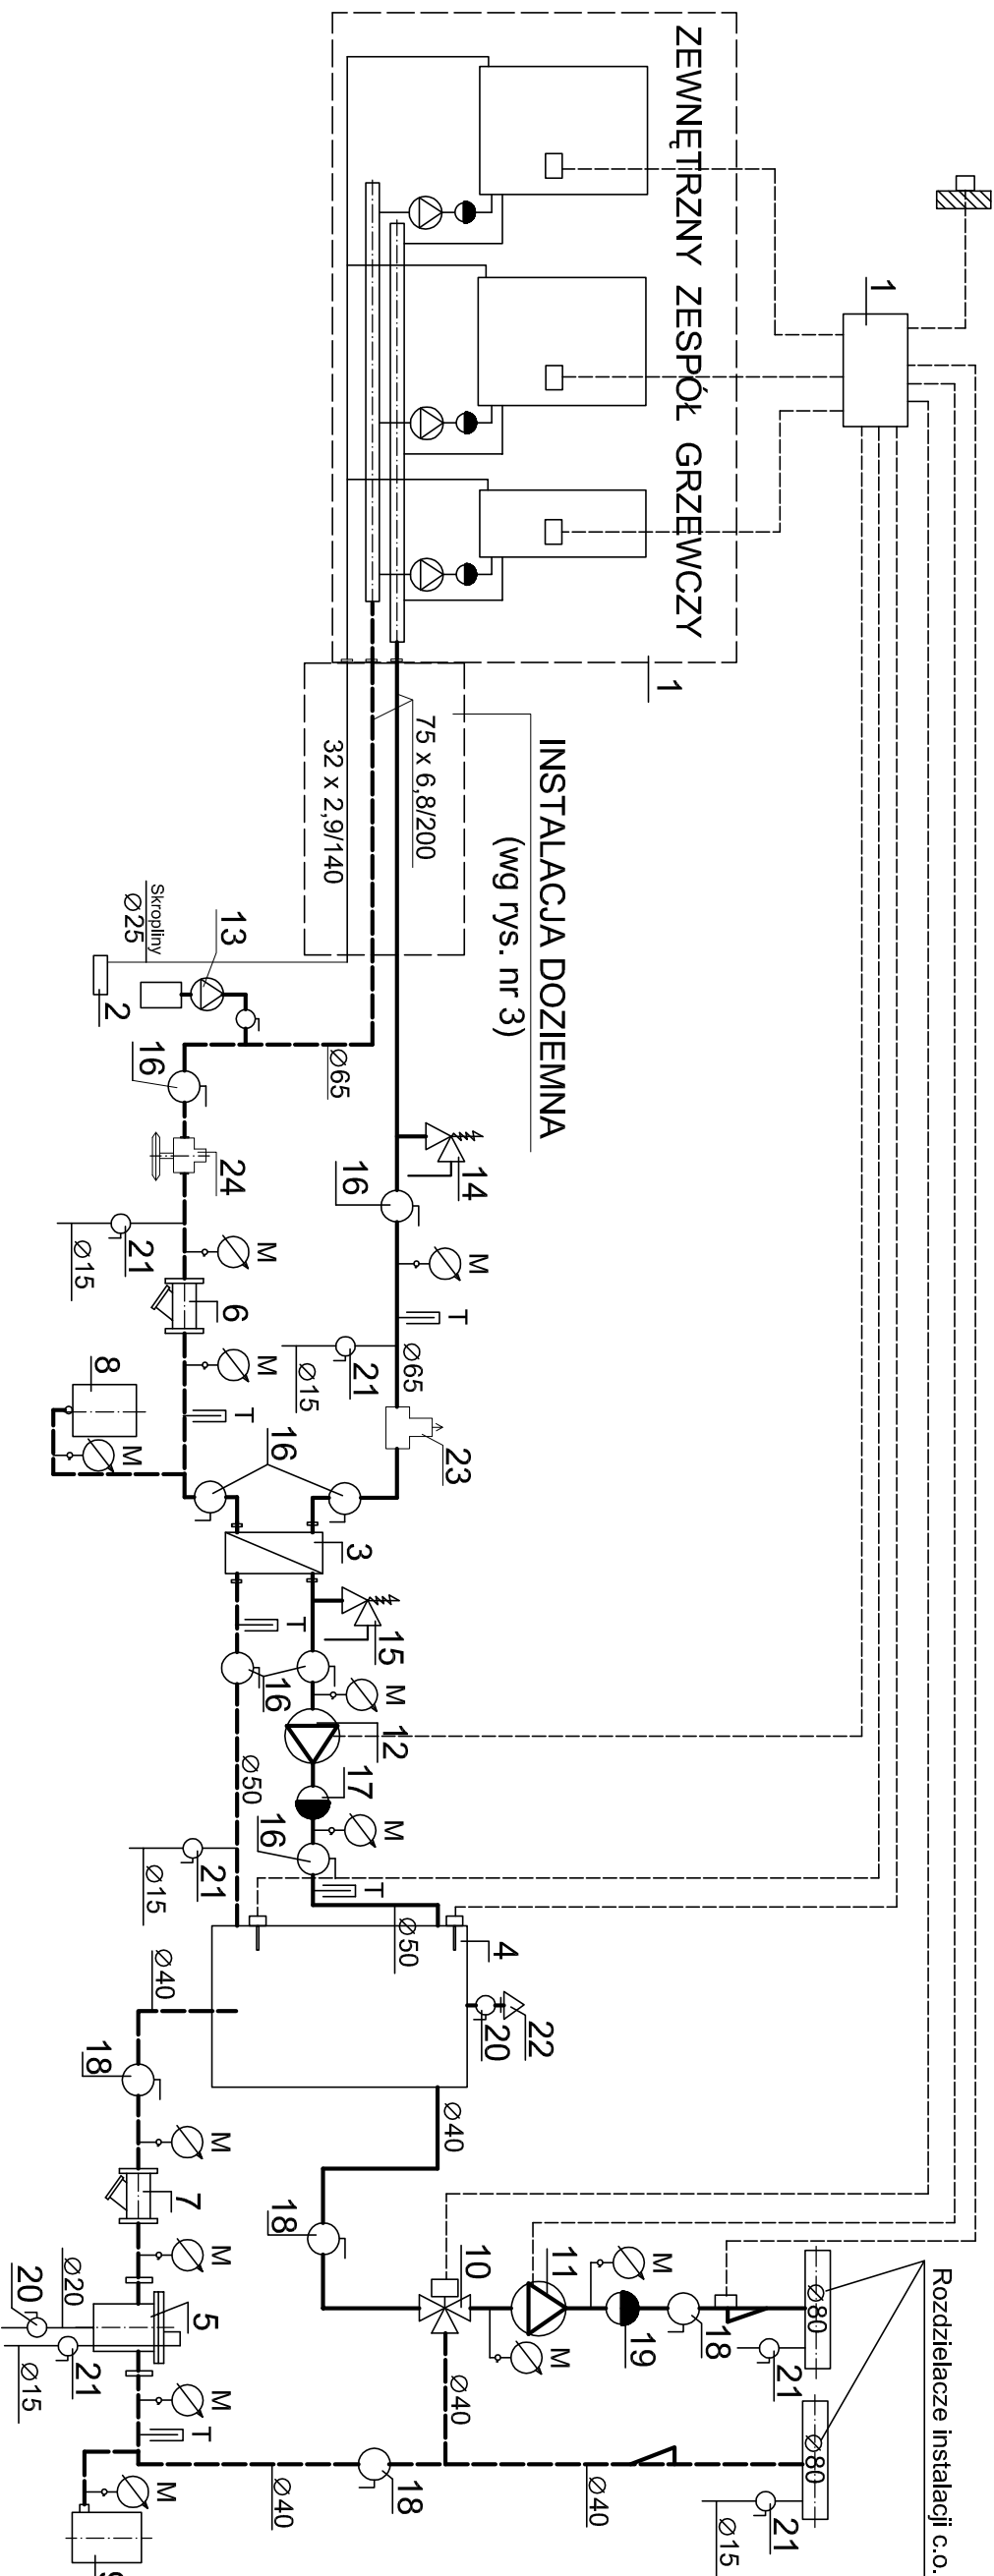 ZEWNĘTRZNY ZESPÓŁ GRZEWCZY
1
1
INSTALACJA DOZIEMNA
(wg rys. nr 3)
75 x 6,8/200
32 x 2,9/140
Skropliny
Ø25
2
13
Ø65
16
24
21
Ø15
M
6
M
T
8
M
14
16
M
T
21
Ø15
Ø65
23
16
3
15
T
16
M
12
17
M
16
T
Ø50
21
Ø15
Ø50
4
20
22
Ø40
18
M
7
M
5
Ø20
20
21
Ø15
M
T
M
Ø40
18
10
11
M
M
19
18
Ø80
21
Ø40
Ø40
18
Ø40
Ø80
21
Ø15
Rozdzielacze instalacji c.o.